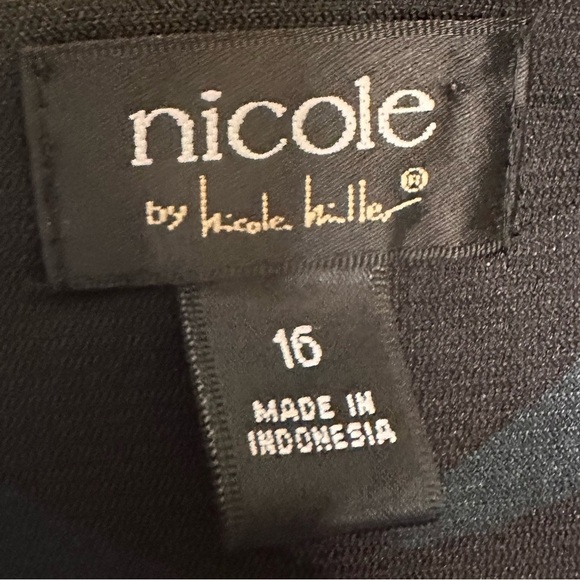 nicole
by nicole miller®
16
MADE IN
INDONESIA